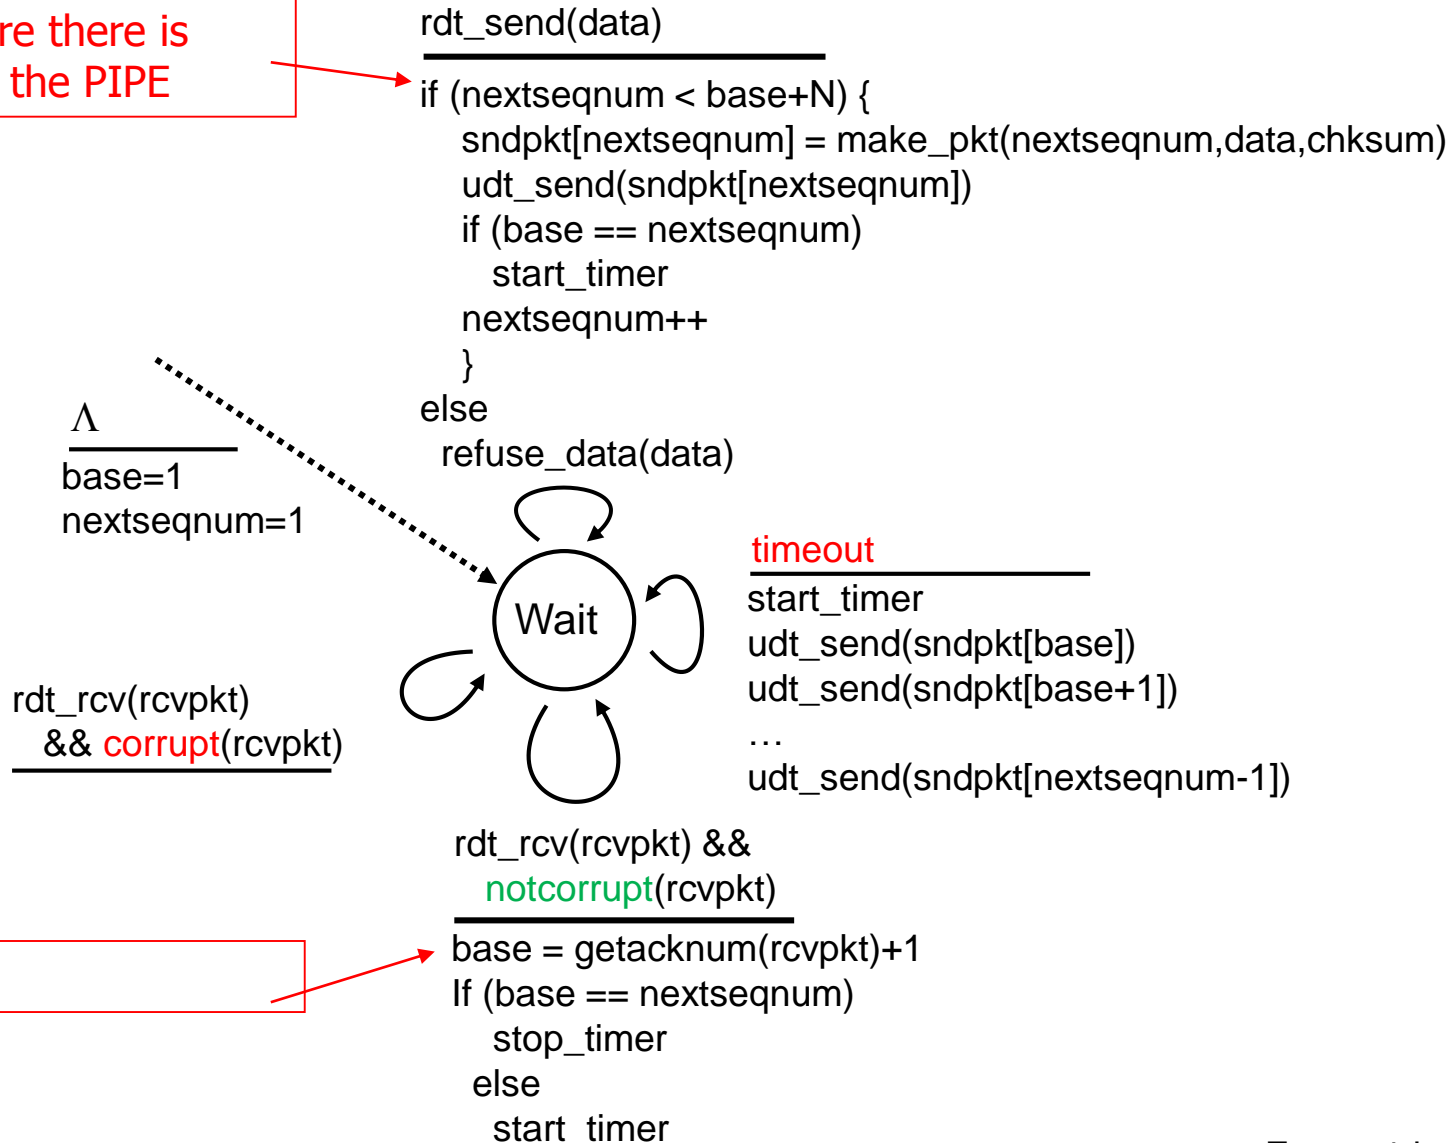 re there is
the PIPE
rdt_send(data)
if (nextseqnum < base+N) {
sndpkt[nextseqnum] = make_pkt(nextseqnum,data,chksum)
udt_send(sndpkt[nextseqnum])
if (base == nextseqnum)
start_timer
nextseqnum++
}
else
refuse_data(data)
Λ
base=1
nextseqnum=1
Wait
timeout
start_timer
udt_send(sndpkt[base])
udt_send(sndpkt[base+1])
…
udt_send(sndpkt[nextseqnum-1])
rdt_rcv(rcvpkt)
&& corrupt(rcvpkt)
rdt_rcv(rcvpkt) &&
notcorrupt(rcvpkt)
base = getacknum(rcvpkt)+1
If (base == nextseqnum)
stop_timer
else
start_timer